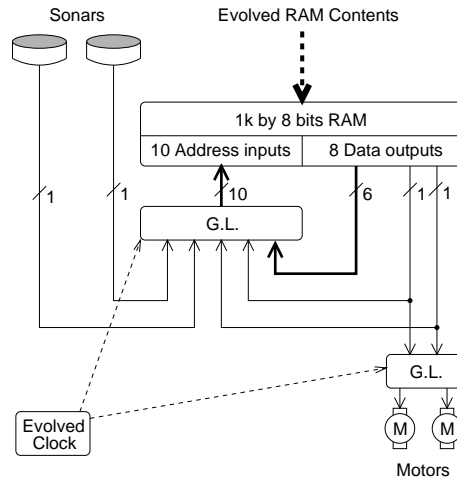 Sonars
Evolved RAM Contents
1k by 8 bits RAM
10 Address inputs
8 Data outputs
1
1
10
6
1
1
G.L.
G.L.
Evolved
Clock
M
M
Motors